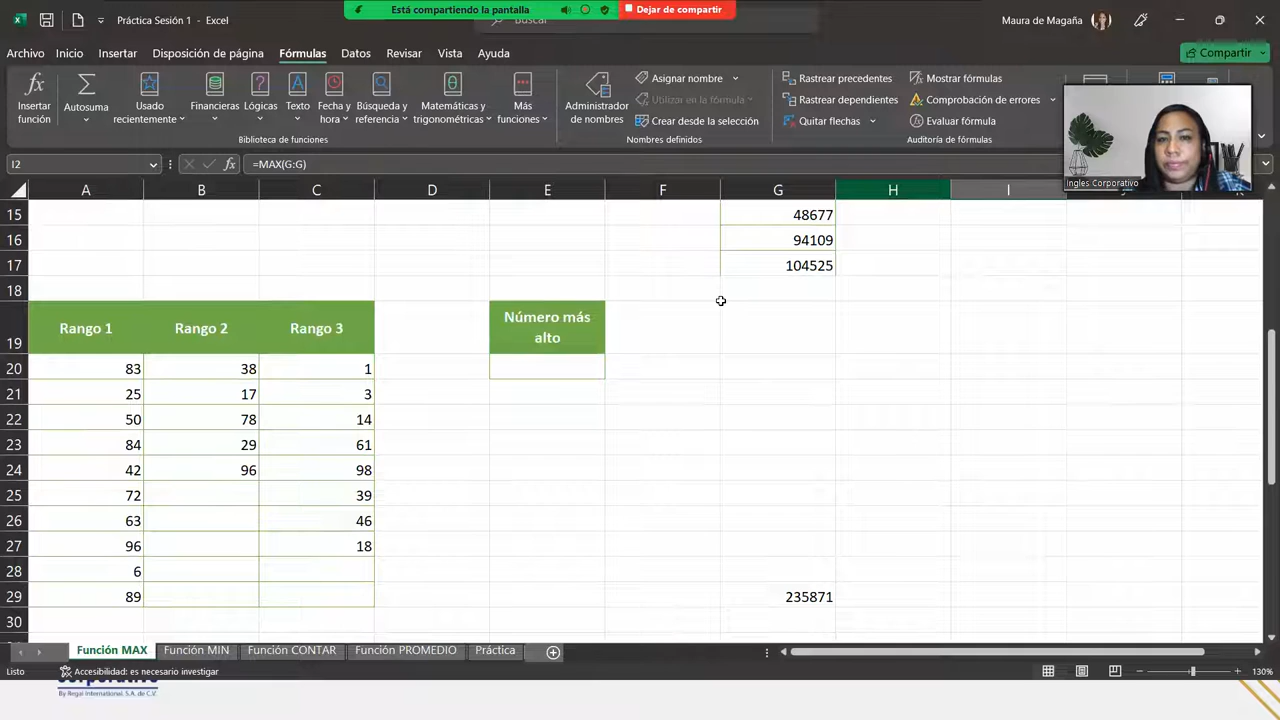 Práctica Sesión 1 - Excel
Está compartiendo la pantalla
Dejar de compartir
Buscar
Maura de Magaña
Archivo Inicio Insertar Disposición de página Fórmulas Datos Revisar Vista Ayuda
Compartir
Insertar función
Autosuma
Usado recientemente
Financieras
Lógicas
Texto
Fecha y hora
Búsqueda y referencia
Matemáticas y trigonométricas
Más funciones
Biblioteca de funciones
Administrador de nombres
Asignar nombre
Utilizar en la fórmula
Crear desde la selección
Nombres definidos
Rastrear precedentes
Rastrear dependientes
Quitar flechas
Mostrar fórmulas
Comprobación de errores
Evaluar fórmula
Auditoría de fórmulas
Ingles Corporativo
I2 fx =MAX(G:G)
A B C D E F G H I
15 48677
16 94109
17 104525
18
19 Rango 1 Rango 2 Rango 3 Número más alto
20 83 38 1
21 25 17 3
22 50 78 14
23 84 29 61
24 42 96 98
25 72 39
26 63 46
27 96 18
28 6
29 89 235871
30
Función MAX Función MIN Función CONTAR Función PROMEDIO Práctica
Listo Accesibilidad: es necesario investigar 130%
By Regal International, S.A. de C.V.